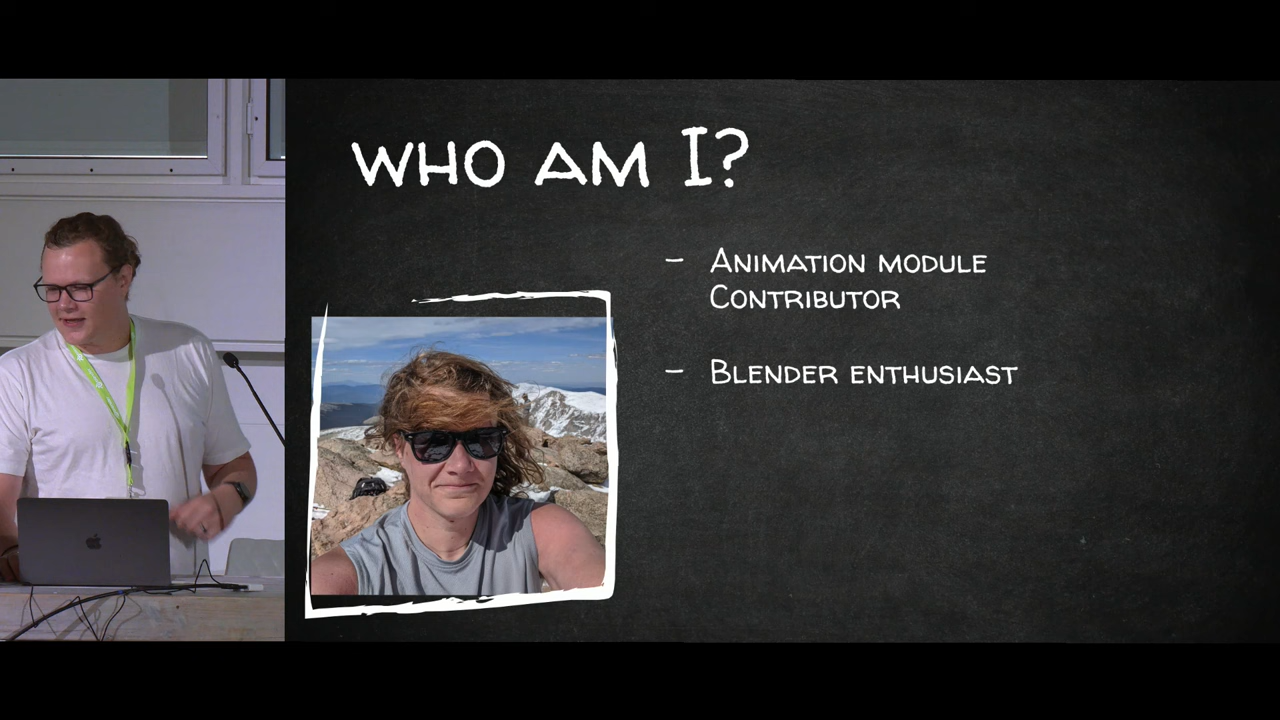 WHO AM I?
- ANIMATION MODULE
CONTRIBUTOR
- BLENDER ENTHUSIAST